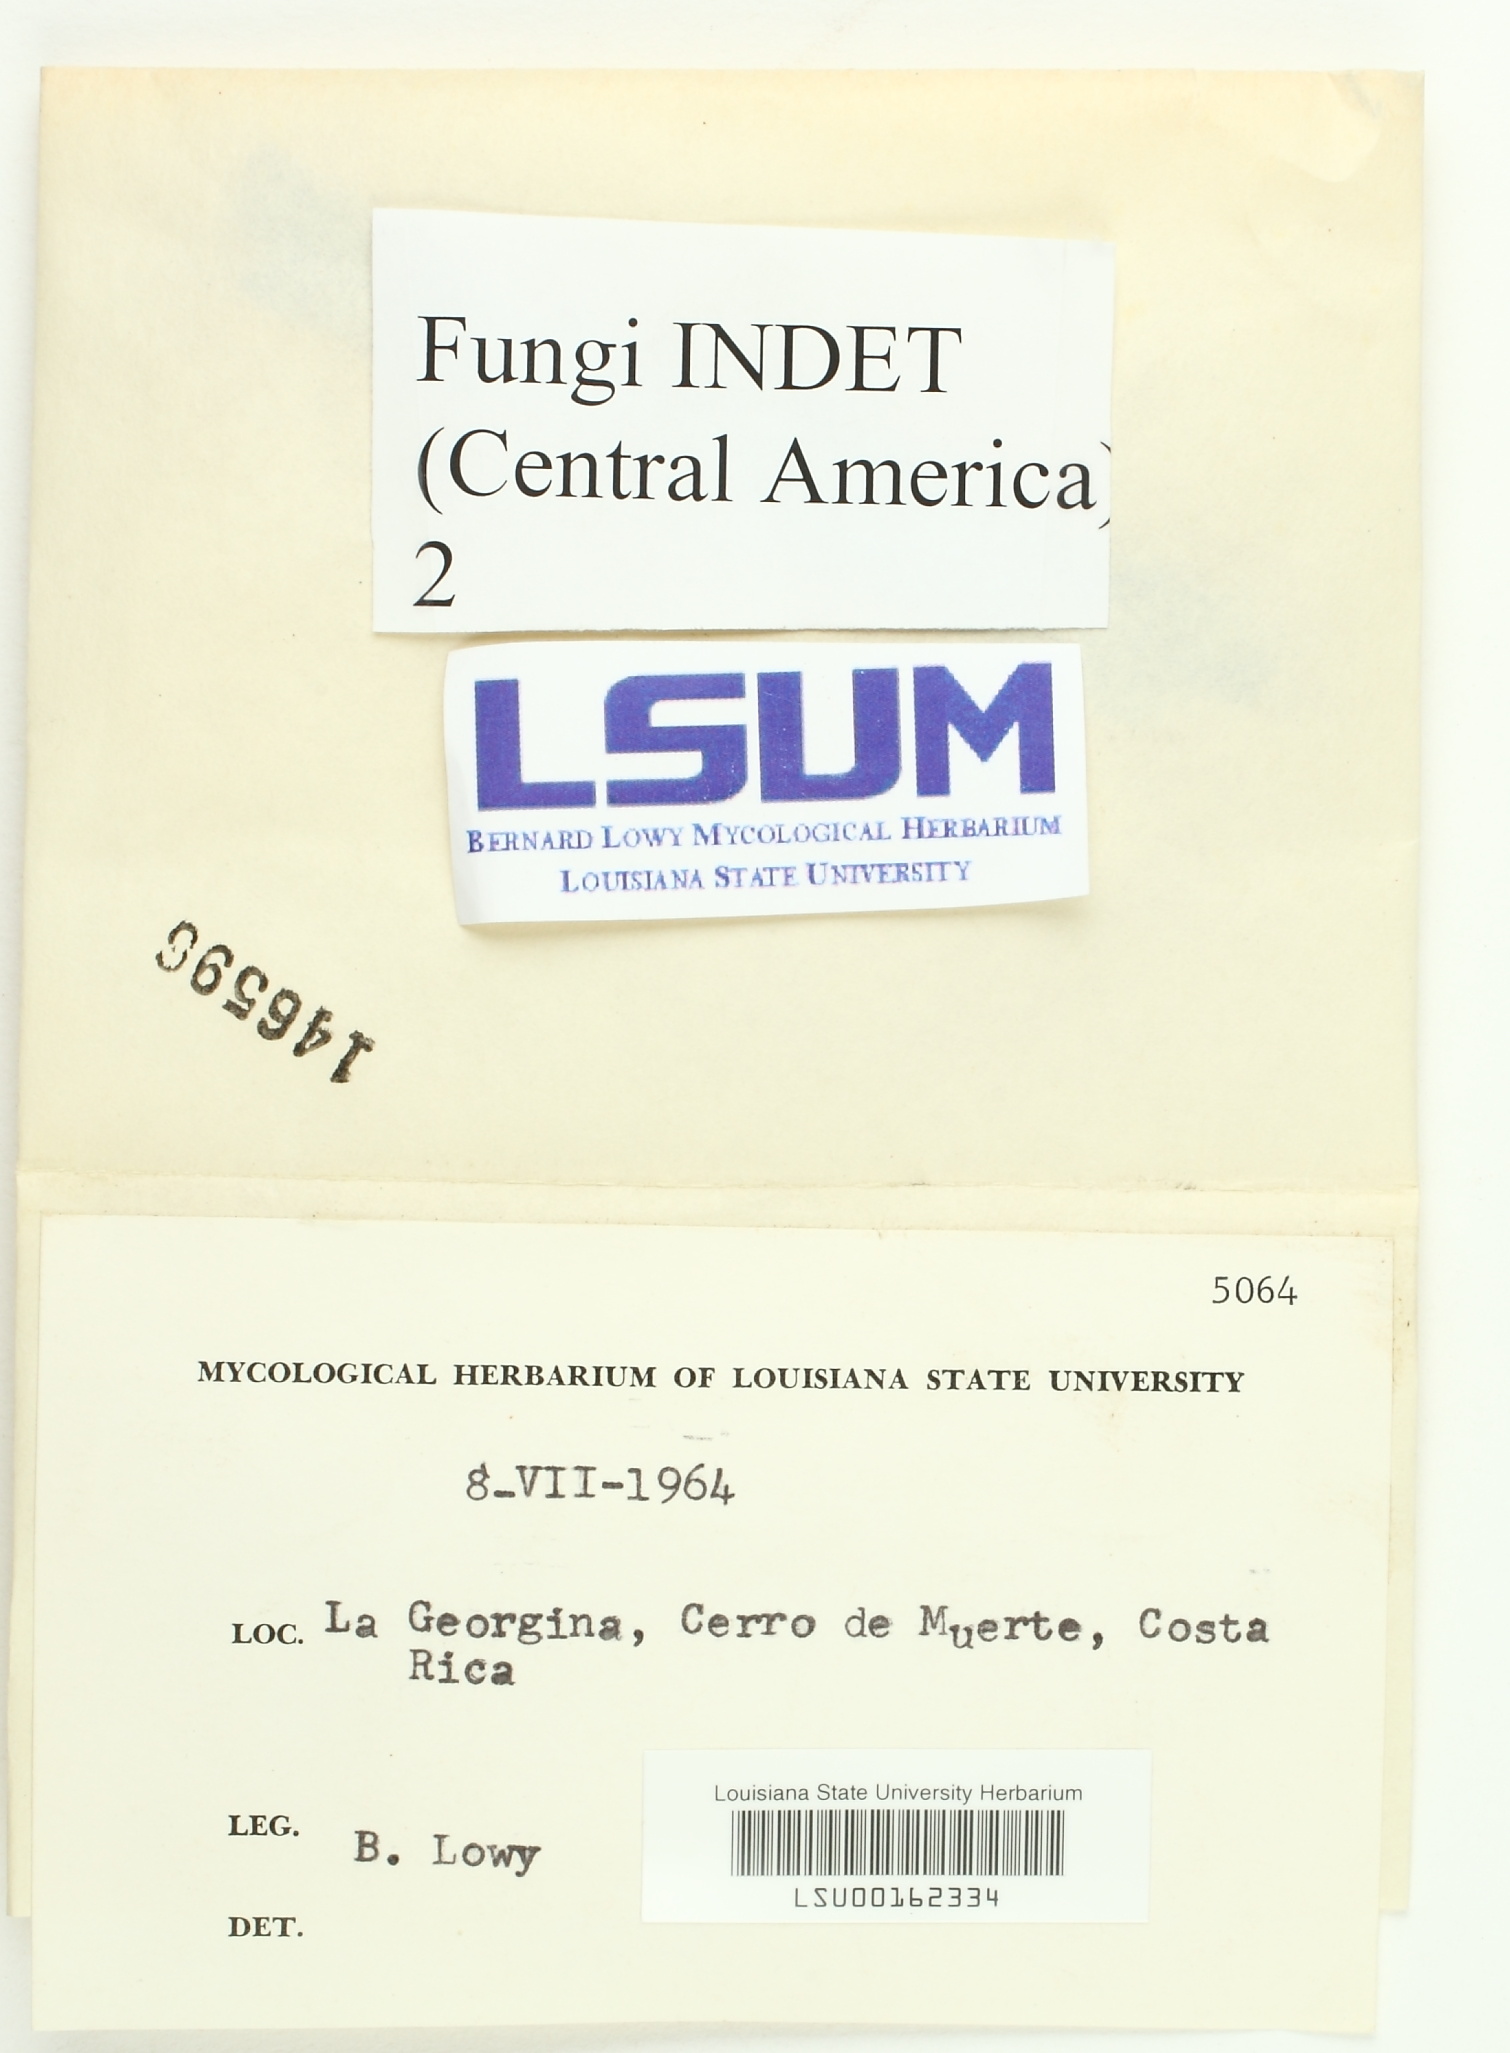 Fungi INDET
(Central America)
2
LSUM
BERNARD LOWY MYCOLOGICAL HERBARIUM
LOUISIANA STATE UNIVERSITY
146596
5064
MYCOLOGICAL HERBARIUM OF LOUISIANA STATE UNIVERSITY
8-VII-1964
LOC. La Georgina, Cerro de Muerte, Costa
Rica
Louisiana State University Herbarium
LEG. B. Lowy
LSU00162334
DET.